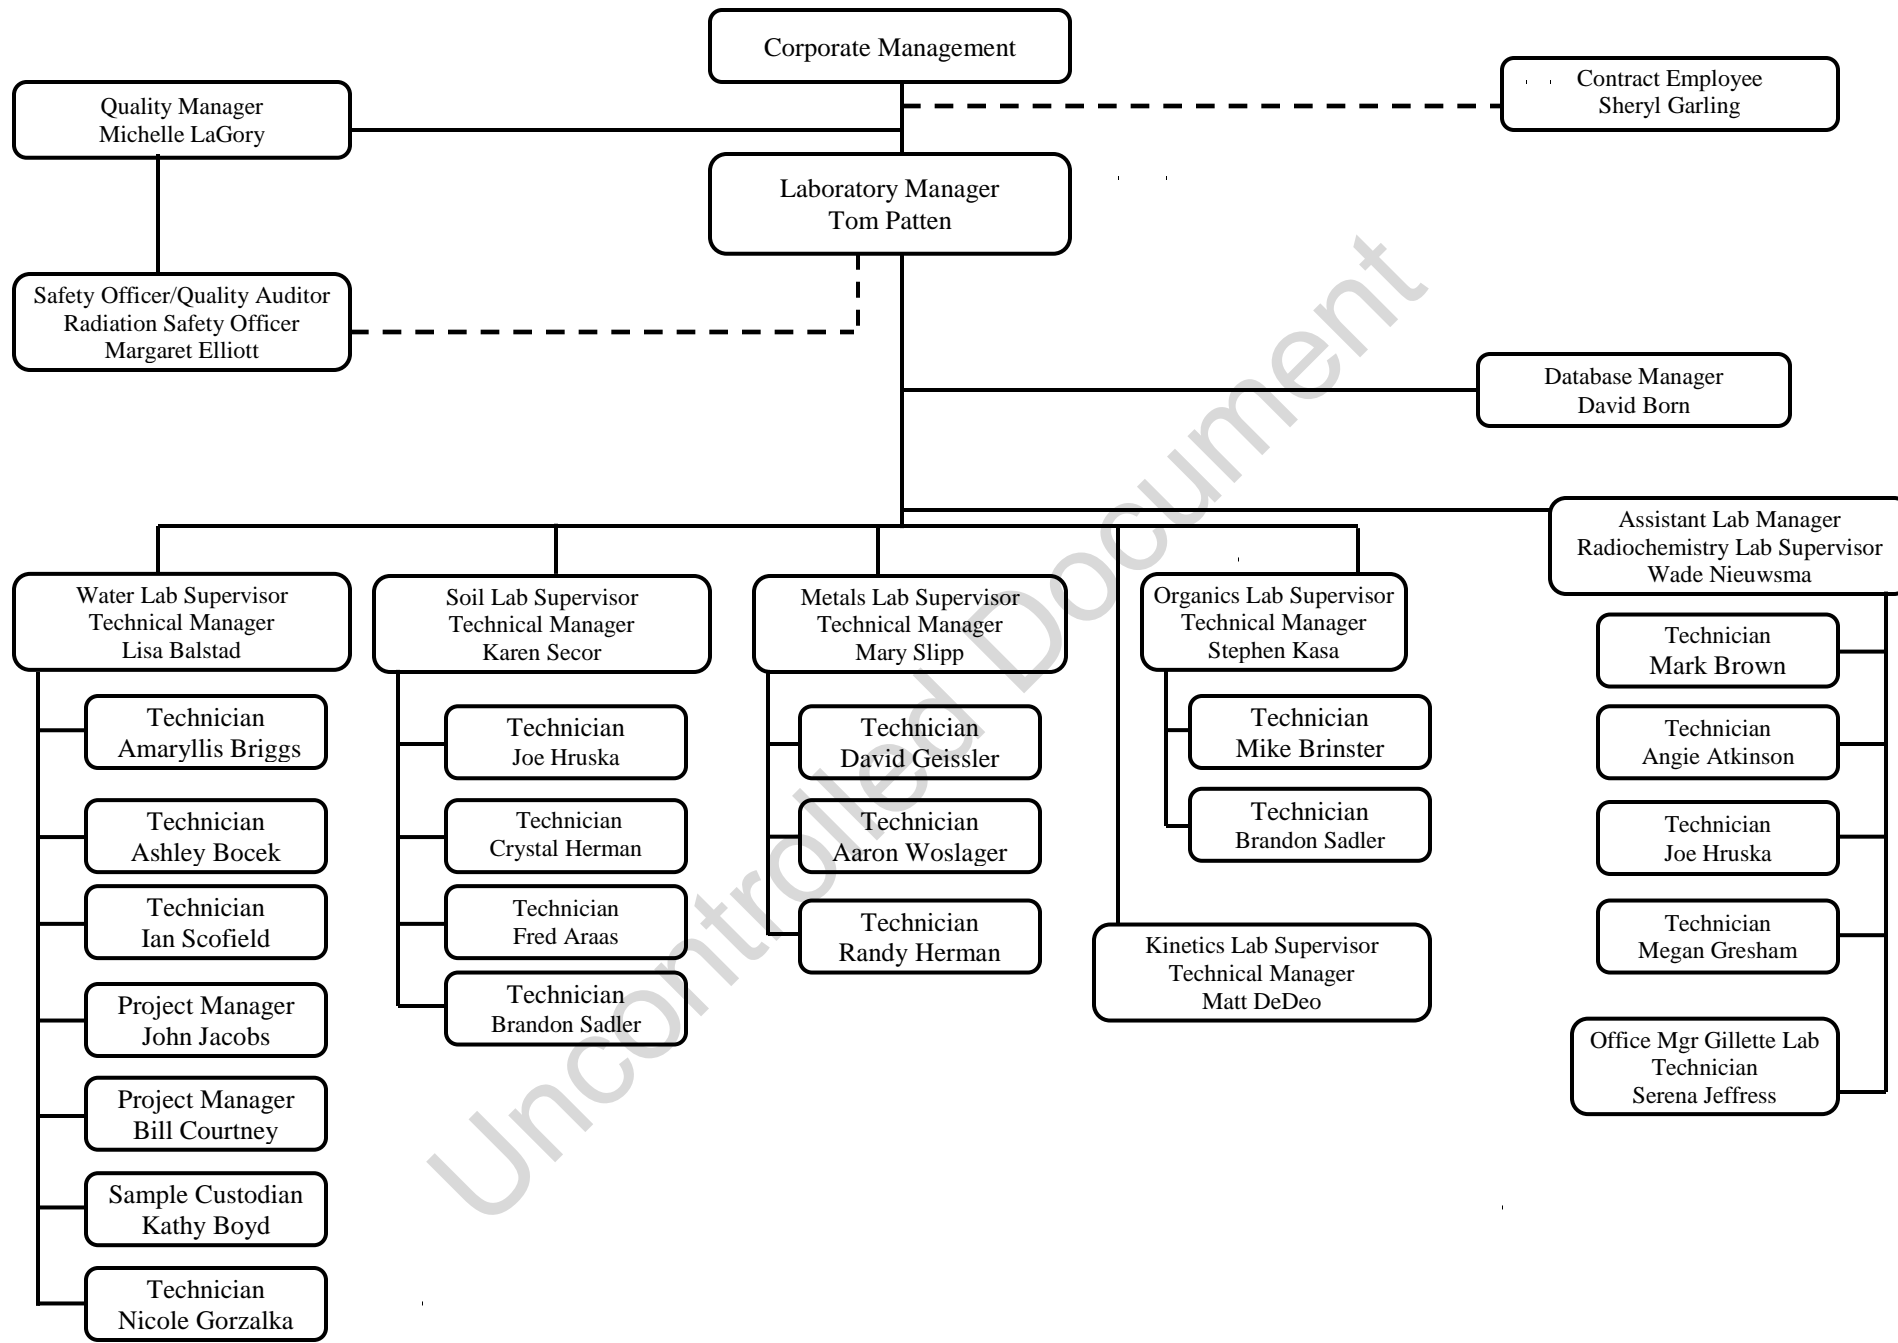 Corporate Management
Contract Employee
Sheryl Garling
Quality Manager
Michelle LaGory
Laboratory Manager
Tom Patten
Safety Officer/Quality Auditor
Radiation Safety Officer
Margaret Elliott
Database Manager
David Born
Assistant Lab Manager
Radiochemistry Lab Supervisor
Wade Nieuwsma
Water Lab Supervisor
Technical Manager
Lisa Balstad
Technician
Amaryllis Briggs
Technician
Ashley Bocek
Technician
Ian Scofield
Project Manager
John Jacobs
Project Manager
Bill Courtney
Sample Custodian
Kathy Boyd
Technician
Nicole Gorzalka
Soil Lab Supervisor
Technical Manager
Karen Secor
Technician
Joe Hruska
Technician
Crystal Herman
Technician
Fred Araas
Technician
Brandon Sadler
Metals Lab Supervisor
Technical Manager
Mary Slipp
Technician
David Geissler
Technician
Aaron Woslager
Technician
Randy Herman
Organics Lab Supervisor
Technical Manager
Stephen Kasa
Technician
Mike Brinster
Technician
Brandon Sadler
Kinetics Lab Supervisor
Technical Manager
Matt DeDeo
Technician
Mark Brown
Technician
Angie Atkinson
Technician
Joe Hruska
Technician
Megan Gresham
Office Mgr Gillette Lab
Technician
Serena Jeffress
Uncontrolled Document